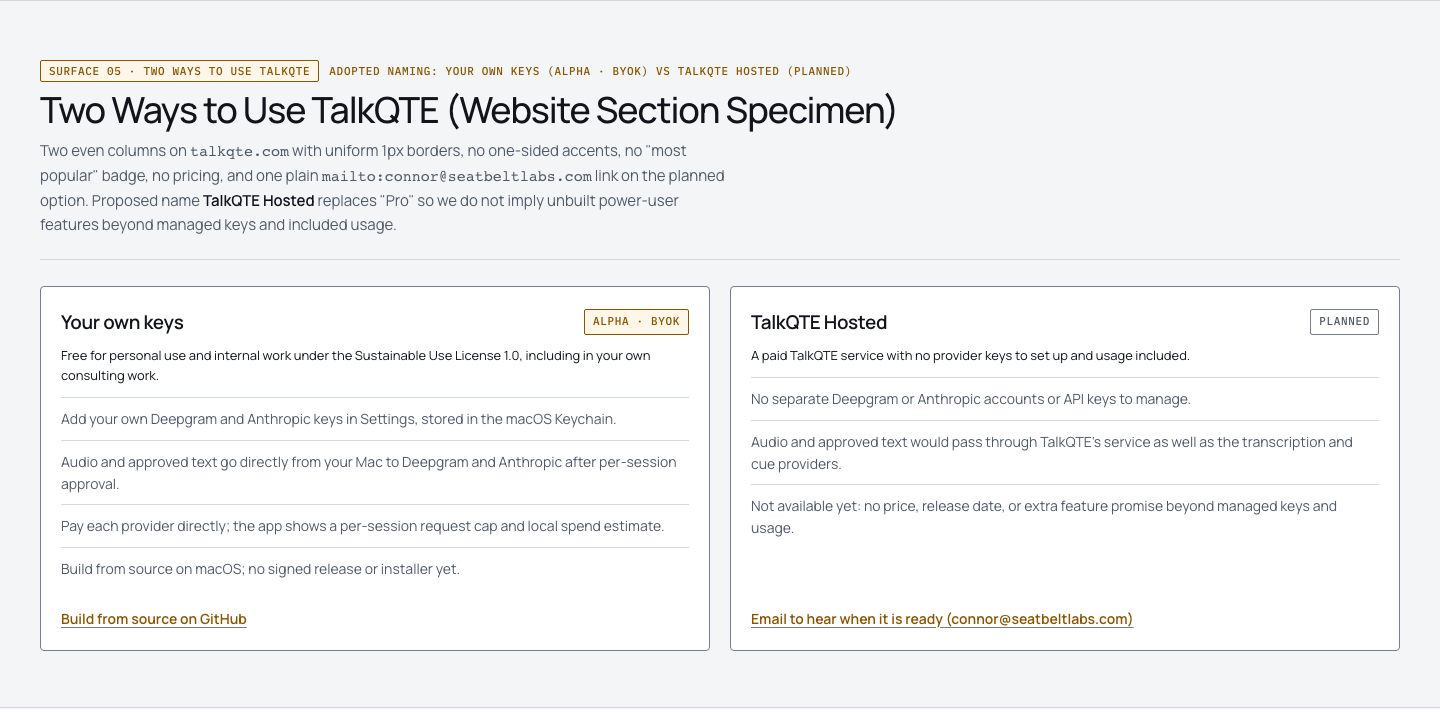 SURFACE 05 · TWO WAYS TO USE TALKQTE
ADOPTED NAMING: YOUR OWN KEYS (ALPHA · BYOK) VS TALKQTE HOSTED (PLANNED)
Two Ways to Use TalkQTE (Website Section Specimen)
Two even columns on talkqte.com with uniform 1px borders, no one-sided accents, no "most
popular" badge, no pricing, and one plain mailto:connor@seatbeltlabs.com link on the planned
option. Proposed name TalkQTE Hosted replaces "Pro" so we do not imply unbuilt power-user
features beyond managed keys and included usage.
Your own keys
ALPHA · BYOK
Free for personal use and internal work under the Sustainable Use License 1.0, including in your own
consulting work.
Add your own Deepgram and Anthropic keys in Settings, stored in the macOS Keychain.
Audio and approved text go directly from your Mac to Deepgram and Anthropic after per-session
approval.
Pay each provider directly; the app shows a per-session request cap and local spend estimate.
Build from source on macOS; no signed release or installer yet.
Build from source on GitHub
TalkQTE Hosted
PLANNED
A paid TalkQTE service with no provider keys to set up and usage included.
No separate Deepgram or Anthropic accounts or API keys to manage.
Audio and approved text would pass through TalkQTE's service as well as the transcription and
cue providers.
Not available yet: no price, release date, or extra feature promise beyond managed keys and
usage.
Email to hear when it is ready (connor@seatbeltlabs.com)